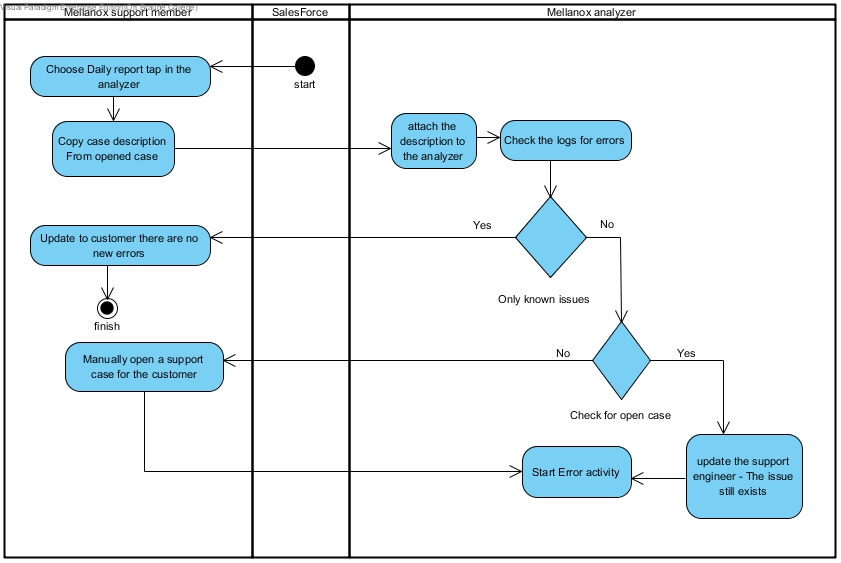 Mellanox support member
SalesForce
Mellanox analyzer
Choose Daily report tap in the
analyzer
start
Copy case description
From opened case
attach the
description to
the analyzer
Check the logs for errors
Yes
No
Update to customer there are no
new errors
Only known issues
finish
Manually open a support
case for the customer
No
Yes
Check for open case
Start Error activity
update the support
engineer - The issue
still exists